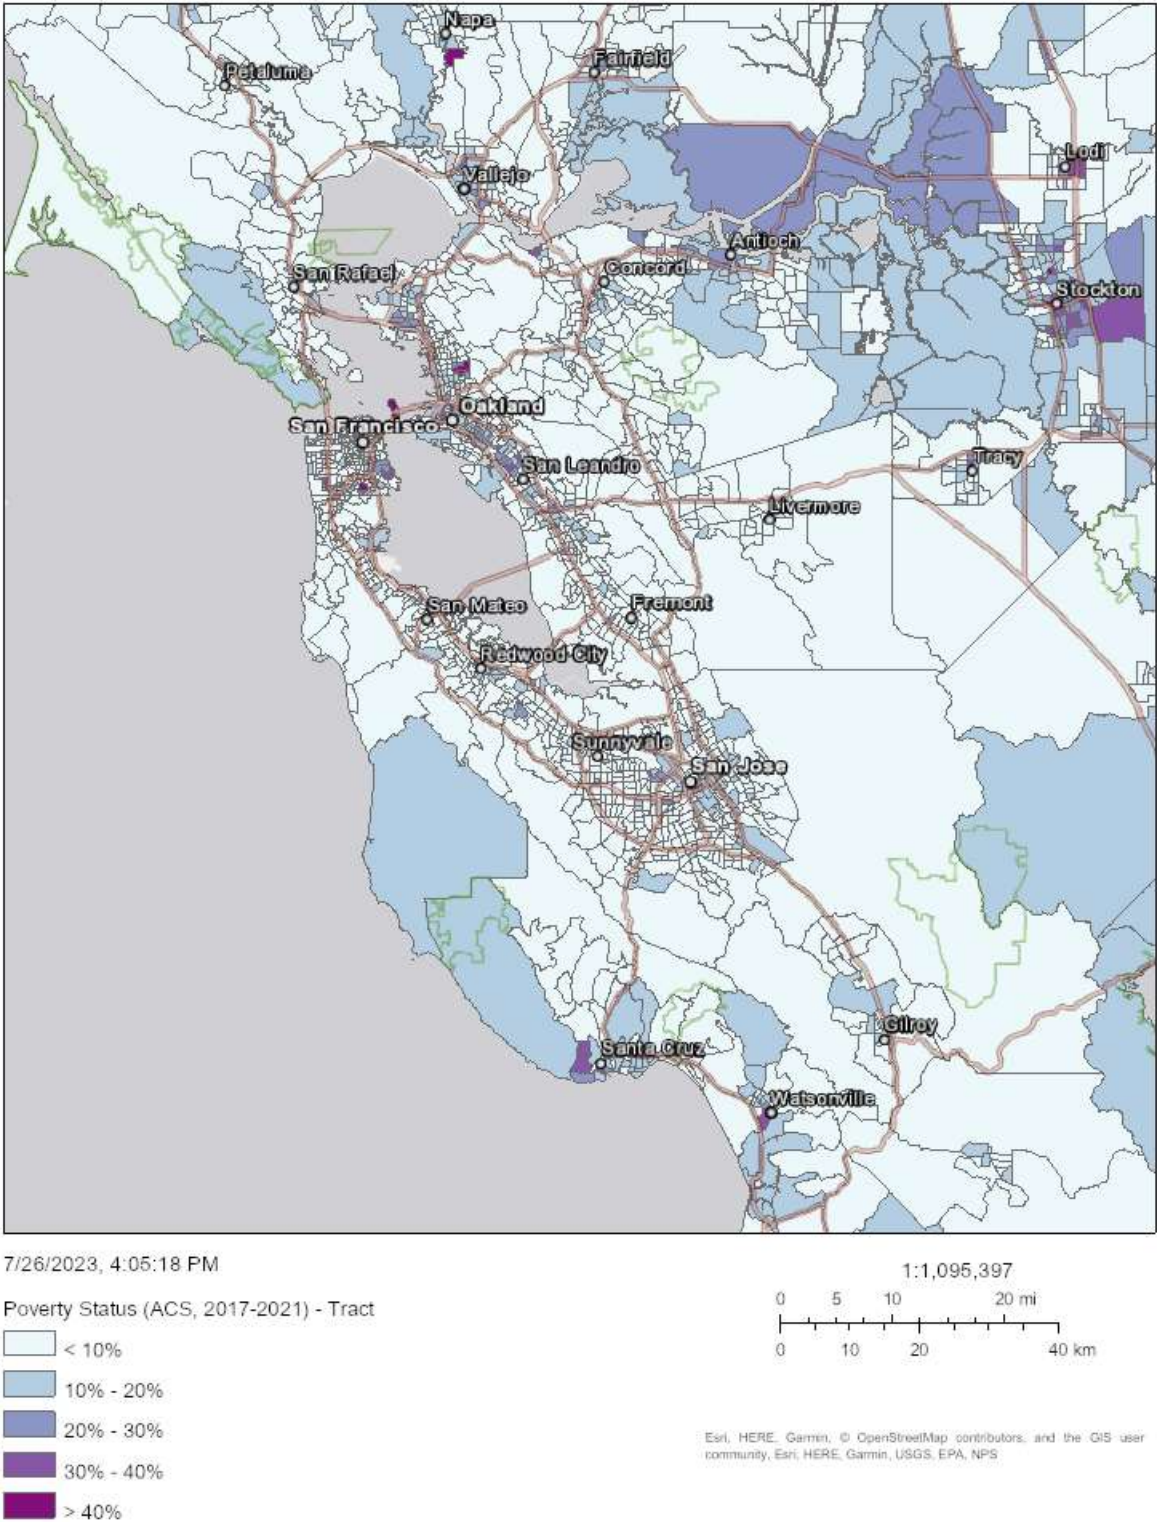 Napa
Petaluma
Fairfield
Lodi
Vallejo
Antioch
San Rafael
Concord
Stockton
Oakland
San Francisco
Tracy
San Leandro
Livermore
San Mateo
Fremont
Redwood City
Sunnyvale
San Jose
Gilroy
Santa Cruz
Watsonville
7/26/2023, 4:05:18 PM
1:1,095,397
0 5 10 20 mi
0 10 20 40 km
Poverty Status (ACS, 2017-2021) - Tract
< 10%
10% - 20%
20% - 30%
30% - 40%
> 40%
Esri, HERE, Garmin, © OpenStreetMap contributors, and the GIS user
community, Esri, HERE, Garmin, USGS, EPA, NPS